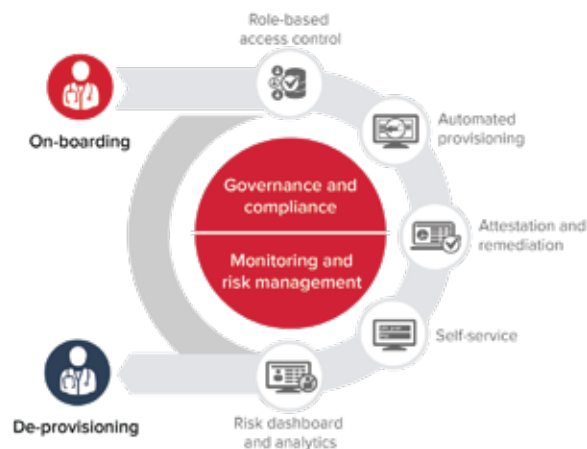 Role-based
access control
On-boarding
Automated
provisioning
Governance and
compliance
Attestation and
remediation
Monitoring and
risk management
Self-service
De-provisioning
Risk dashboard
and analytics